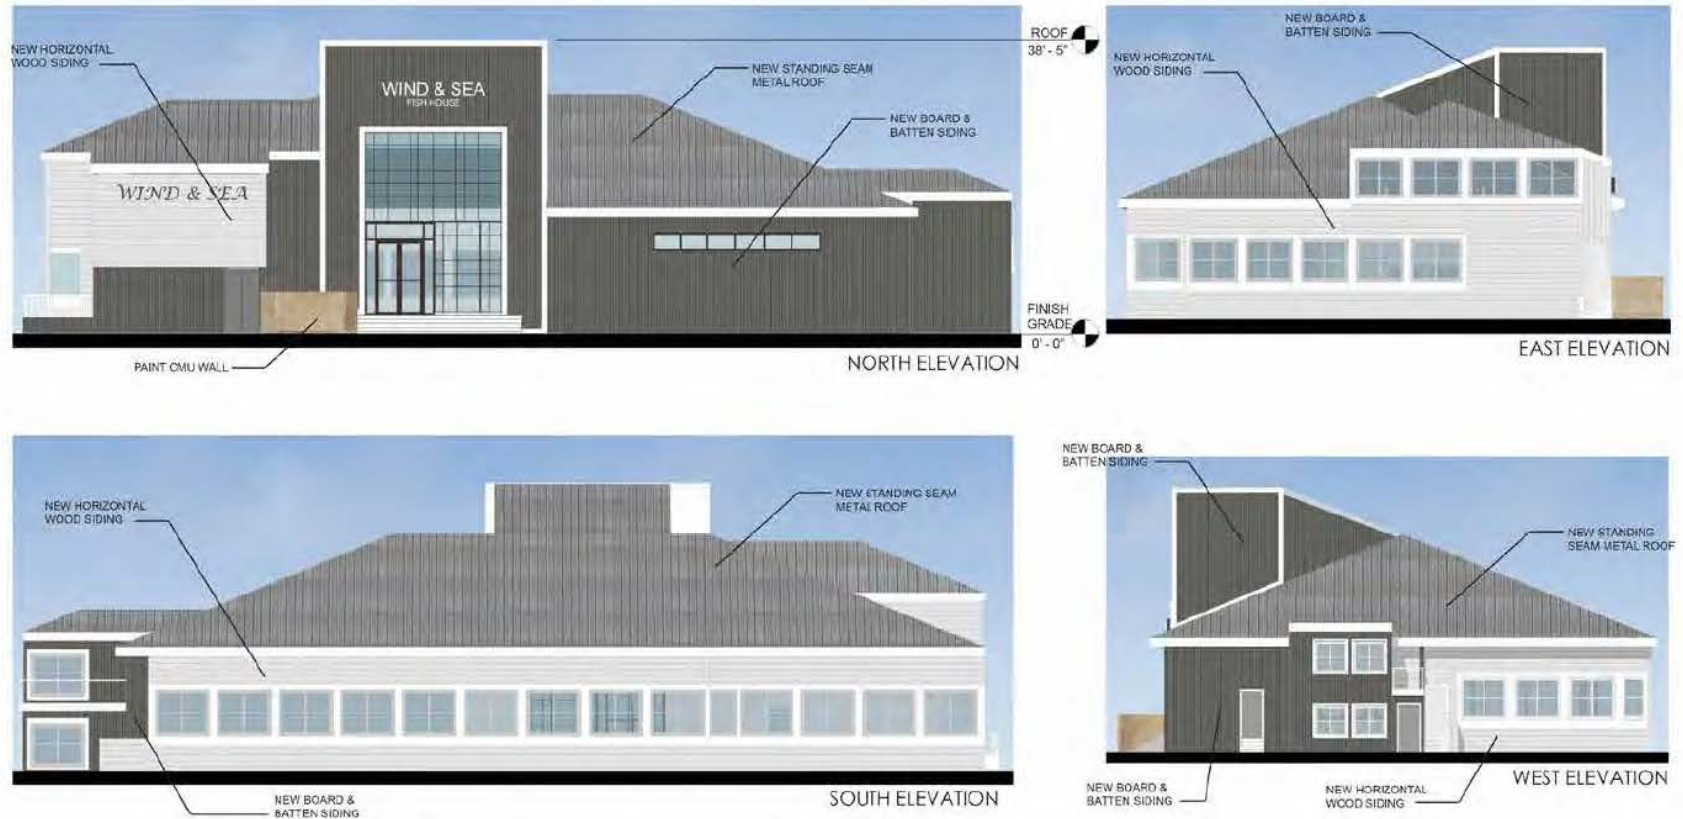 NEW HORIZONTAL
WOOD SIDING
WIND & SEA
FISH HOUSE
WIND & SEA
NEW STANDING SEAM
METAL ROOF
NEW BOARD &
BATTEN SIDING
ROOF
38' - 5"
FINISH
GRADE
0' - 0"
PAINT CMU WALL
NORTH ELEVATION
NEW BOARD &
BATTEN SIDING
NEW HORIZONTAL
WOOD SIDING
EAST ELEVATION
NEW HORIZONTAL
WOOD SIDING
NEW STANDING SEAM
METAL ROOF
NEW BOARD &
BATTEN SIDING
SOUTH ELEVATION
NEW BOARD &
BATTEN SIDING
NEW STANDING
SEAM METAL ROOF
NEW BOARD &
BATTEN SIDING
NEW HORIZONTAL
WOOD SIDING
WEST ELEVATION